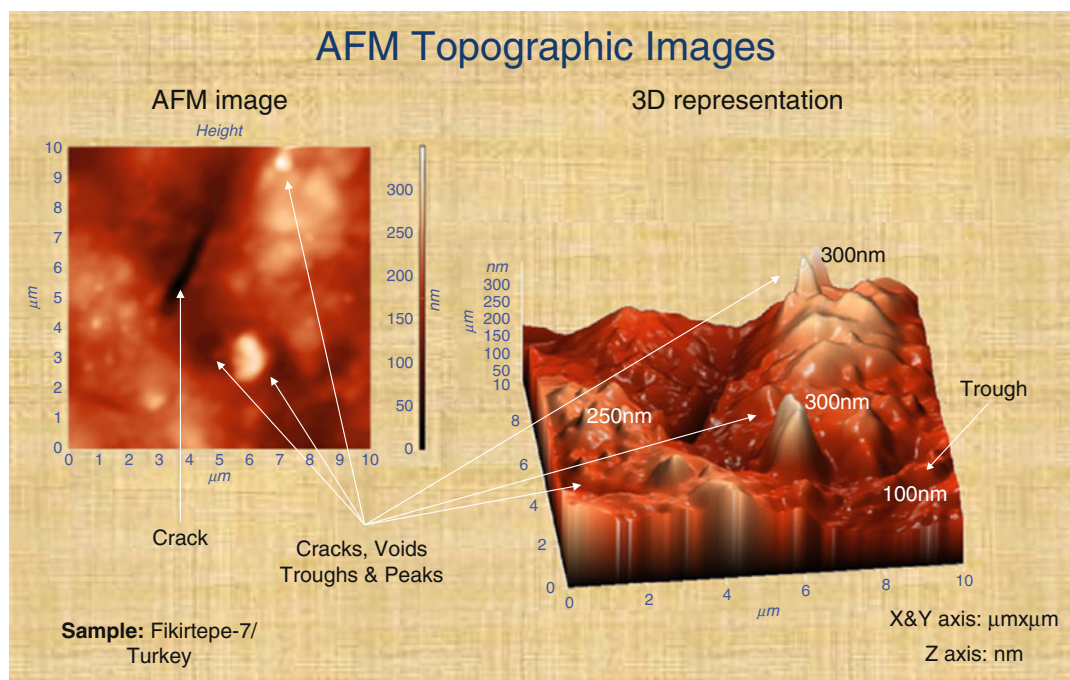 AFM Topographic Images
AFM image
3D representation
Height
10
9
8
7
6
5
4
3
2
1
0
μm
0 1 2 3 4 5 6 7 8 9 10
μm
300
250
200
150
100
50
0
nm
Crack
Cracks, Voids
Troughs & Peaks
nm
300
250
200
150
100
50
10
μm
8
6
4
2
0
0 2 4 6 8 10
μm
300nm
250nm
300nm
Trough
100nm
Sample: Fikirtepe-7/
Turkey
X&Y axis: μmxμm
Z axis: nm